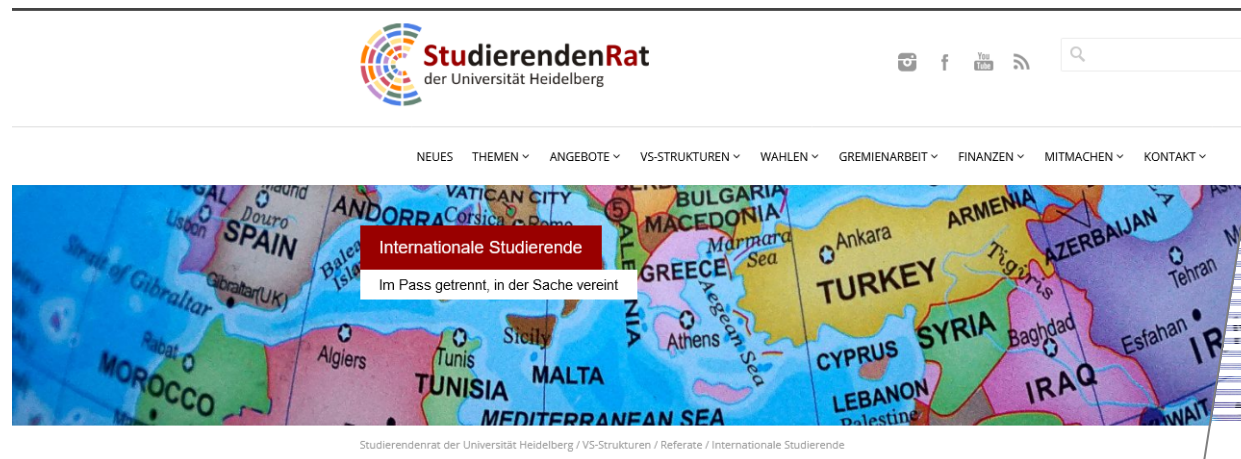 StudierendenRat
der Universität Heidelberg
f
You
Tube
NEUES THEMEN ANGEBOTE VS-STRUKTUREN WAHLEN GREMIENARBEIT FINANZEN MITMACHEN KONTAKT
Internationale Studierende
Im Pass getrennt, in der Sache vereint
VATICAN CITY
BULGARIA
Douro
ANDORRA
Corsica
MACEDONIA
ARMENIA
Lisbon
SPAIN
5
Marmara
Sea
Ankara
AZERBAIJAN
Strait of Gibraltar
GREECE
TURKEY
Tigris
Tehran
Gibraltar(UK)
Aegean Sea
Rabat
Algiers
Tunis
Sicily
Athens
SYRIA
Baghdad
Esfahan
MOROCCO
TUNISIA
MALTA
CYPRUS
IRAQ
LEBANON
MEDITERRANEAN SEA
Palestine
Studierendenrat der Universität Heidelberg / VS-Strukturen / Referate / Internationale Studierende